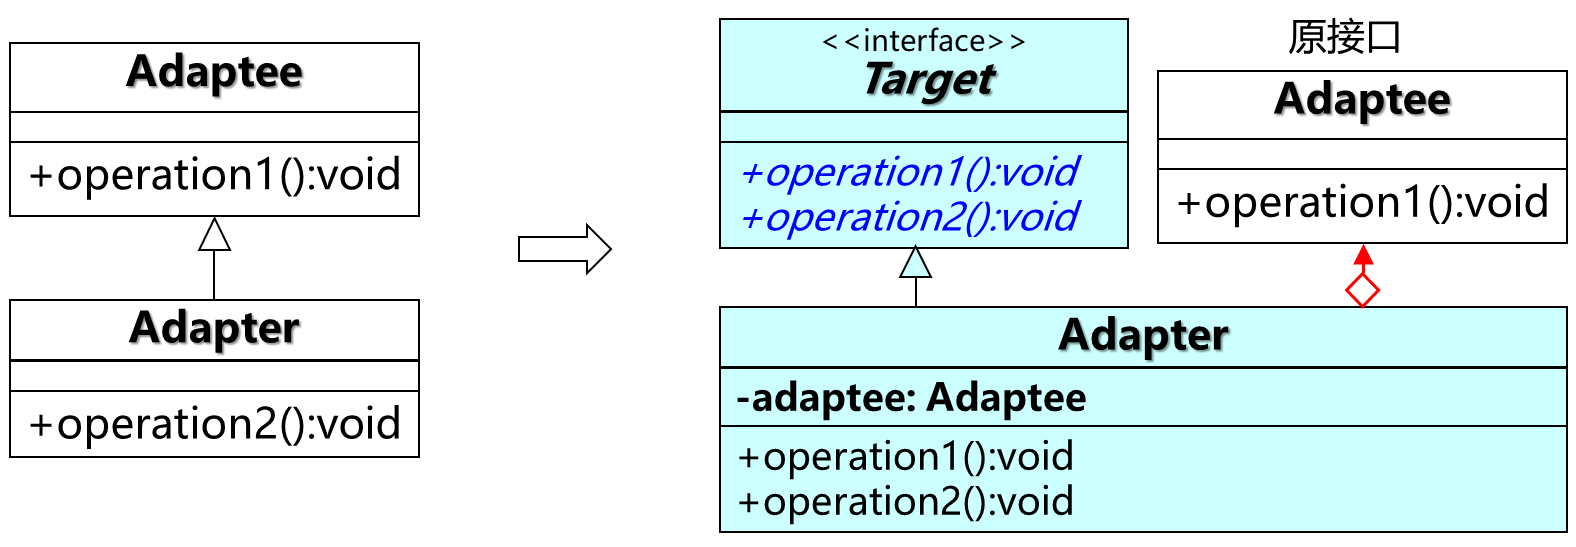 Adaptee
+operation1():void
Adapter
+operation2():void
<<interface>>
Target
+operation1():void
+operation2():void
原接口
Adaptee
+operation1():void
Adapter
-adaptee: Adaptee
+operation1():void
+operation2():void